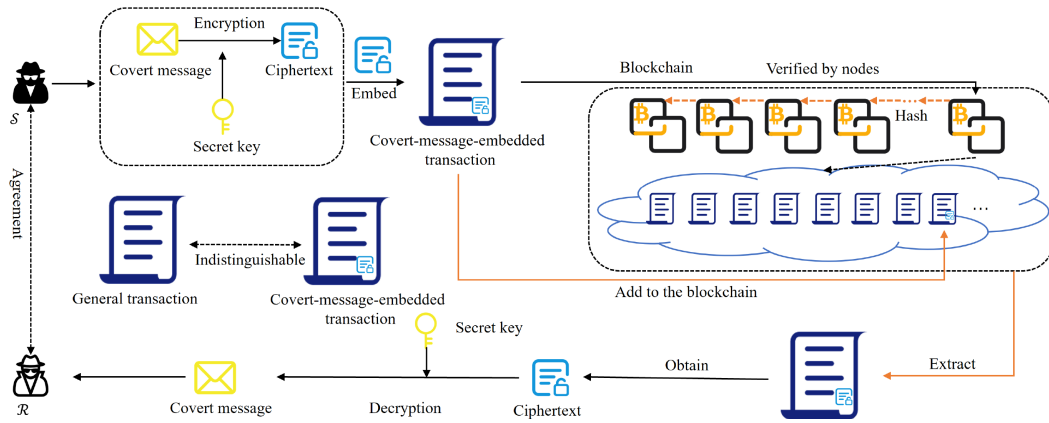 Encryption
Covert message
Ciphertext
Secret key
Embed
Covert-message-embedded
transaction
Blockchain
Verified by nodes
Hash
...
𝒮
Agreement
Indistinguishable
General transaction
Covert-message-embedded
transaction
Add to the blockchain
Secret key
Extract
Obtain
Ciphertext
Decryption
Covert message
ℛ